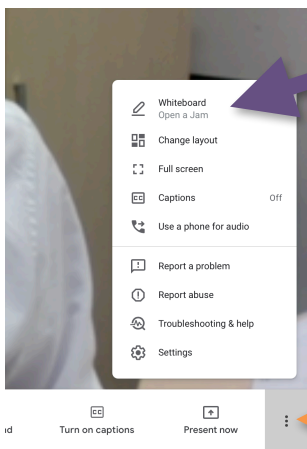 Whiteboard
Open a Jam
Change layout
Full screen
Captions Off
Use a phone for audio
Report a problem
Report abuse
Troubleshooting & help
Settings
Turn on captions Present now